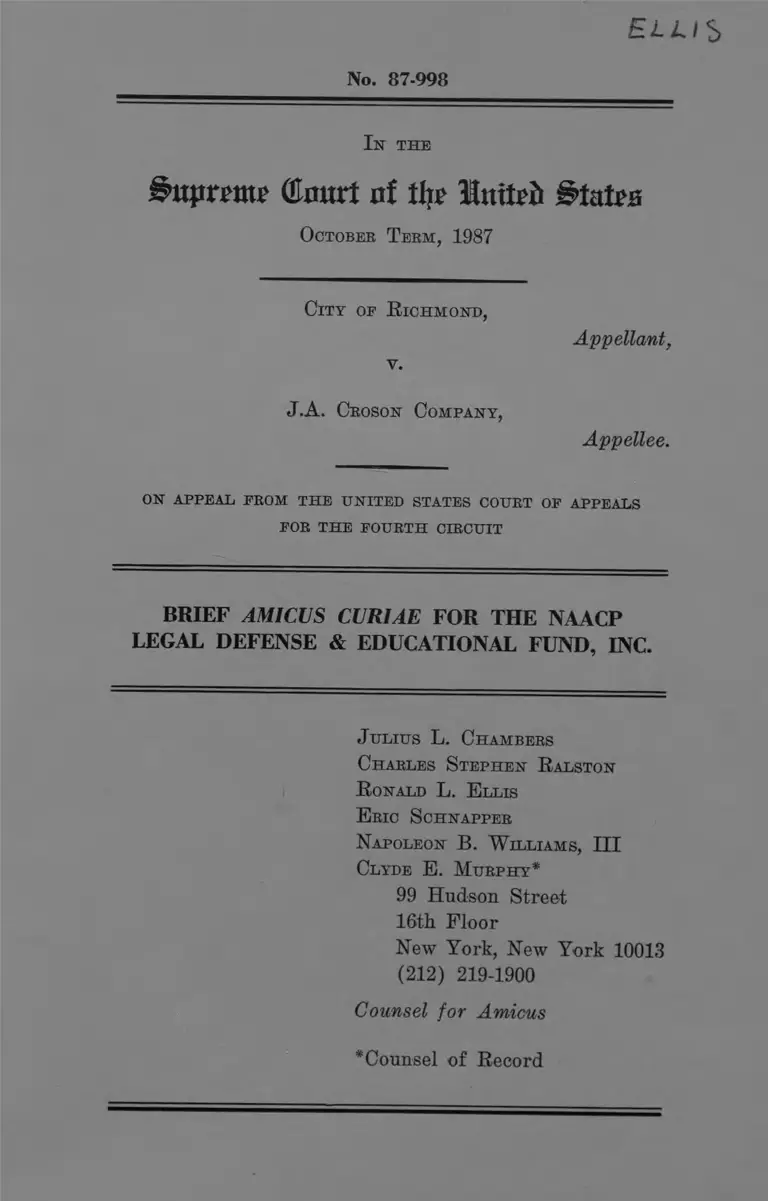 ELLIS
No. 87-998
IN THE
Supreme Court of the United States
OCTOBER TERM, 1987
CITY OF RICHMOND,
Appellant,
v.
J.A. CROSON COMPANY,
Appellee.
ON APPEAL FROM THE UNITED STATES COURT OF APPEALS
FOR THE FOURTH CIRCUIT
BRIEF AMICUS CURIAE FOR THE NAACP
LEGAL DEFENSE & EDUCATIONAL FUND, INC.
JULIUS L. CHAMBERS
CHARLES STEPHEN RALSTON
RONALD L. ELLIS
ERIC SCHNAPPER
NAPOLEON B. WILLIAMS, III
CLYDE E. MURPHY*
99 Hudson Street
16th Floor
New York, New York 10013
(212) 219-1900
Counsel for Amicus
*Counsel of Record